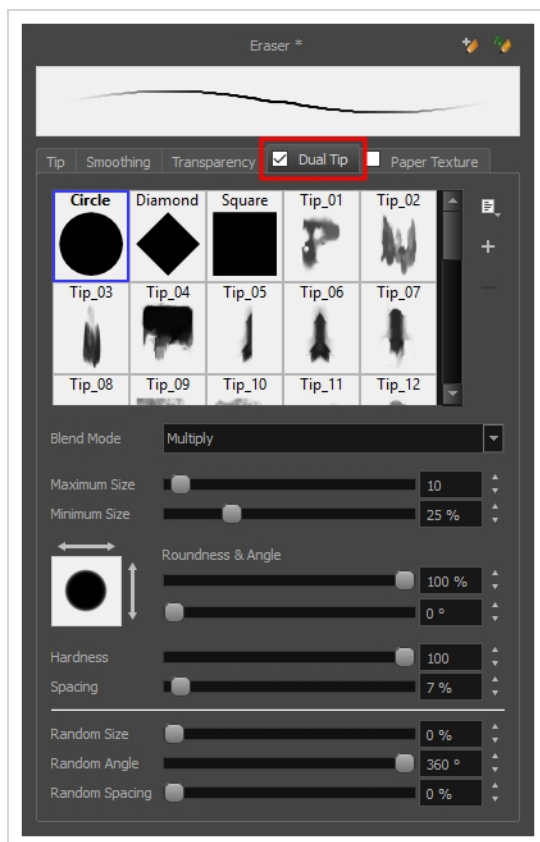 Eraser *
Tip Smoothing Transparency Dual Tip Paper Texture
Circle Diamond Square Tip_01 Tip_02
Tip_03 Tip_04 Tip_05 Tip_06 Tip_07
Tip_08 Tip_09 Tip_10 Tip_11 Tip_12
Blend Mode Multiply
Maximum Size 10
Minimum Size 25 %
Roundness & Angle
100 %
0 °
Hardness 100
Spacing 7 %
Random Size 0 %
Random Angle 360 °
Random Spacing 0 %